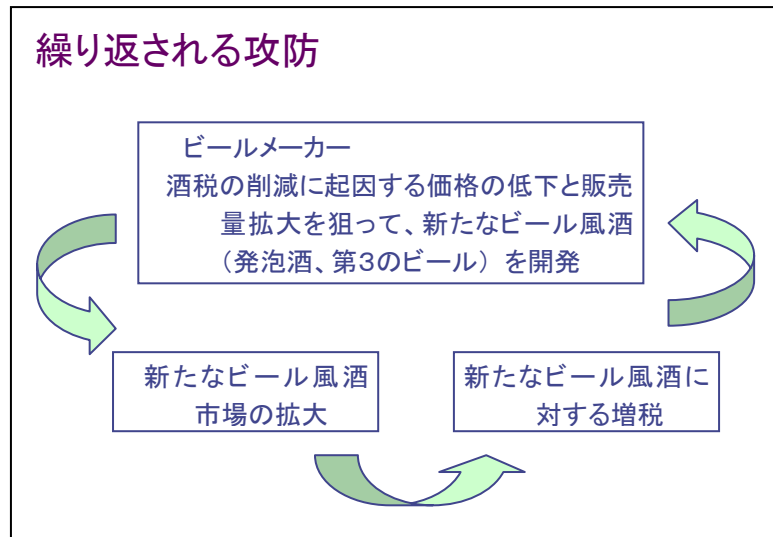 繰り返される攻防
ビールメーカー
酒税の削減に起因する価格の低下と販売
量拡大を狙って、新たなビール風酒
（発泡酒、第３のビール）を開発
新たなビール風酒
市場の拡大
新たなビール風酒に
対する増税